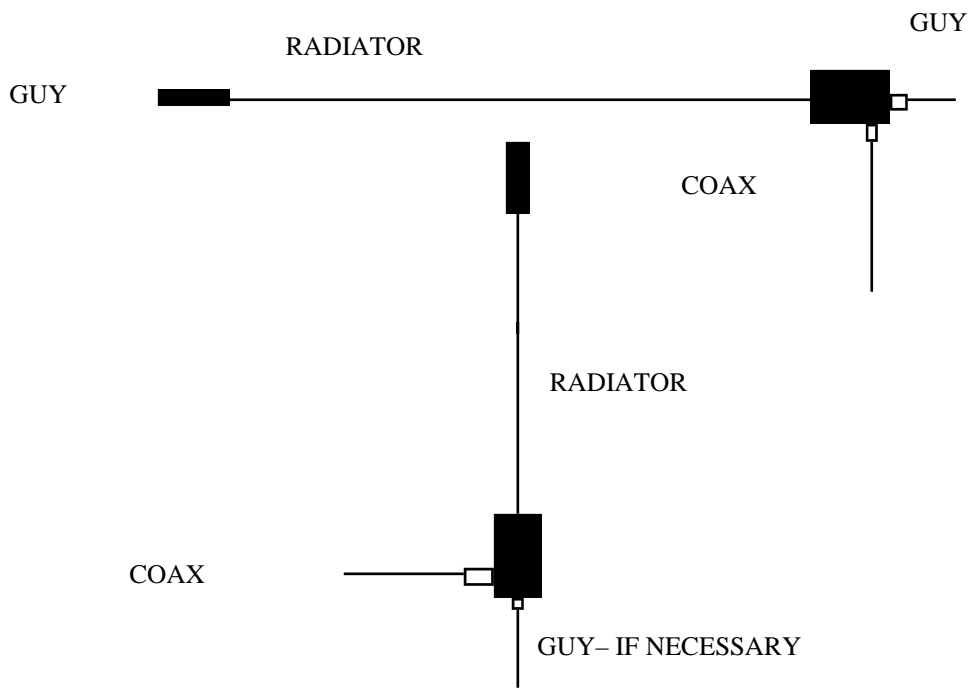 GUY
RADIATOR
GUY
COAX
RADIATOR
COAX
GUY– IF NECESSARY